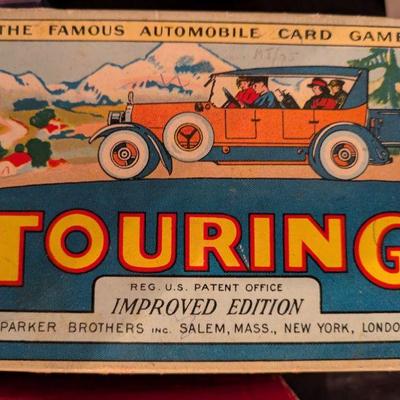 THE FAMOUS AUTOMOBILE CARD GAME
TOURING
REG. U.S. PATENT OFFICE
IMPROVED EDITION
PARKER BROTHERS INC. SALEM, MASS., NEW YORK, LONDON